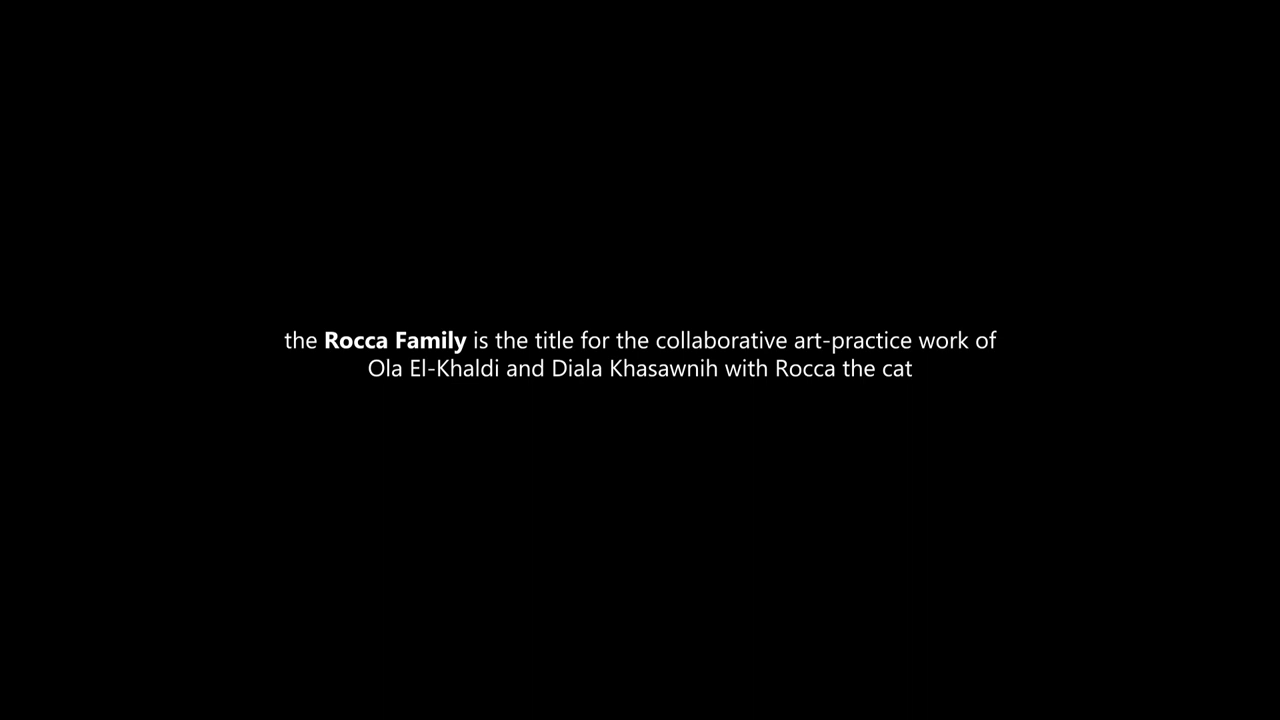 the Rocca Family is the title for the collaborative art-practice work of
Ola El-Khaldi and Diala Khasawnih with Rocca the cat